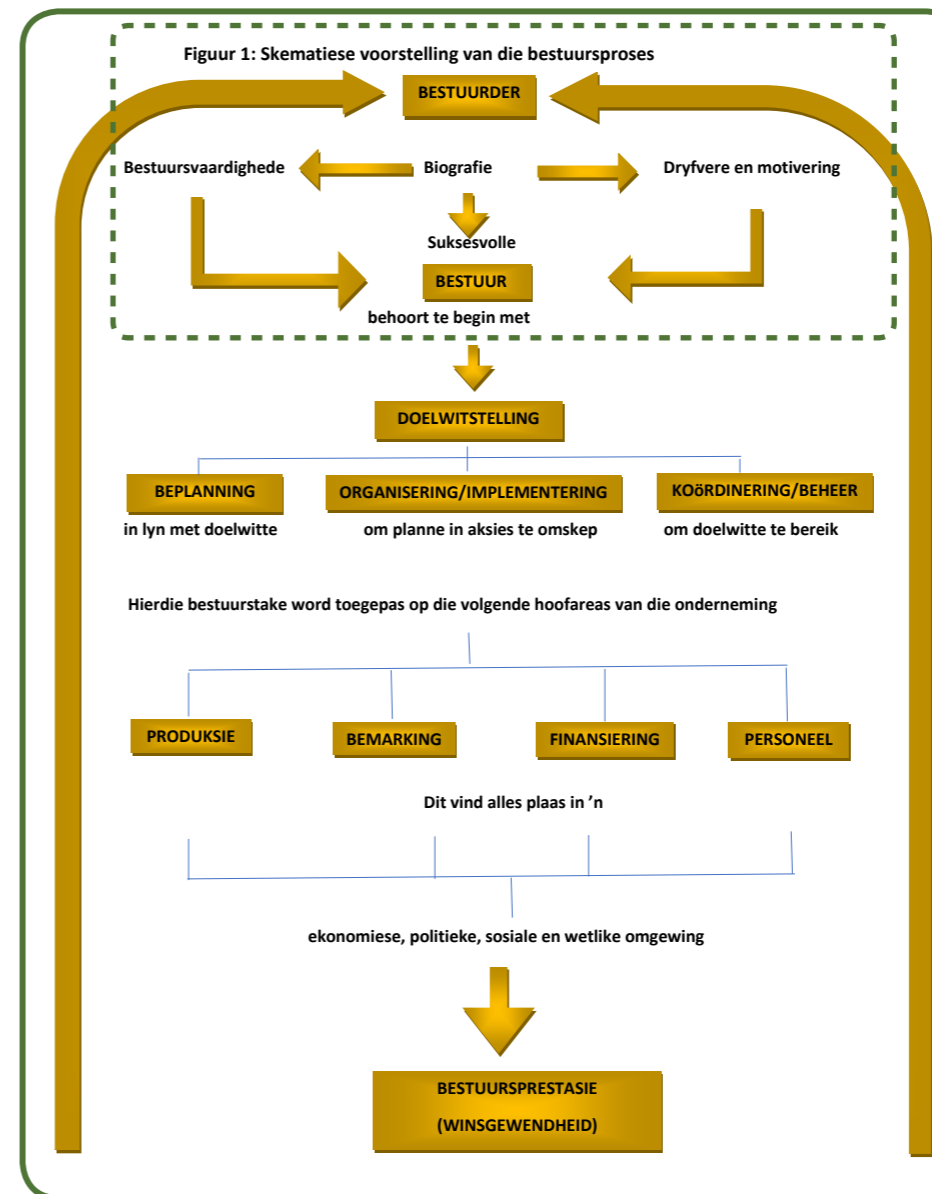 Figuur 1: Skematiese voorstelling van die bestuursproses
BESTUURDER
Bestuursvaardighede
Biografie
Dryfvere en motivering
Suksesvolle
BESTUUR
behoort te begin met
DOELWITSTELLING
BEPLANNING
ORGANISERING/IMPLEMENTERING
KOöRDINERING/BEHEER
in lyn met doelwitte
om planne in aksies te omskep
om doelwitte te bereik
Hierdie bestuurstake word toegepas op die volgende hoofareas van die onderneming
PRODUKSIE
BEMARKING
FINANSIERING
PERSONEEL
Dit vind alles plaas in ’n
ekonomiese, politieke, sosiale en wetlike omgewing
BESTUURSPRESTASIE
(WINSGEWENDHEID)